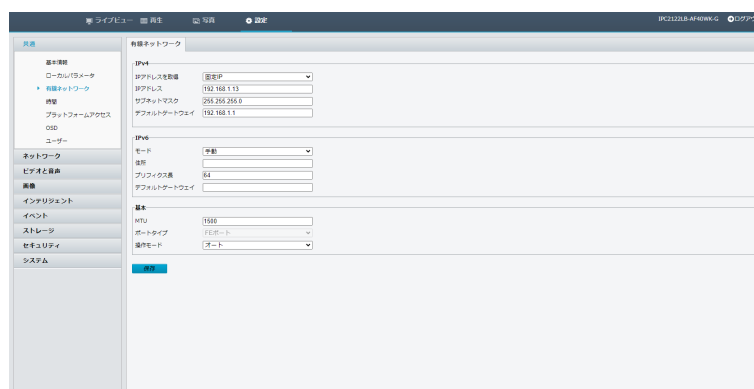 ライブビュー 再生 写真 設定 IPC2122LB-AF40WK-G ログアウ
共通
基本情報
ローカルパラメータ
有線ネットワーク
時間
プラットフォームアクセス
OSD
ユーザー
ネットワーク
ビデオと音声
画像
インテリジェント
イベント
ストレージ
セキュリティ
システム
有線ネットワーク
IPv4
IPアドレスを取得 固定IP
IPアドレス 192.168.1.13
サブネットマスク 255.255.255.0
デフォルトゲートウェイ 192.168.1.1
IPv6
モード 手動
住所
プリフィクス長 64
デフォルトゲートウェイ
基本
MTU 1500
ポートタイプ FEポート
操作モード オート
保存